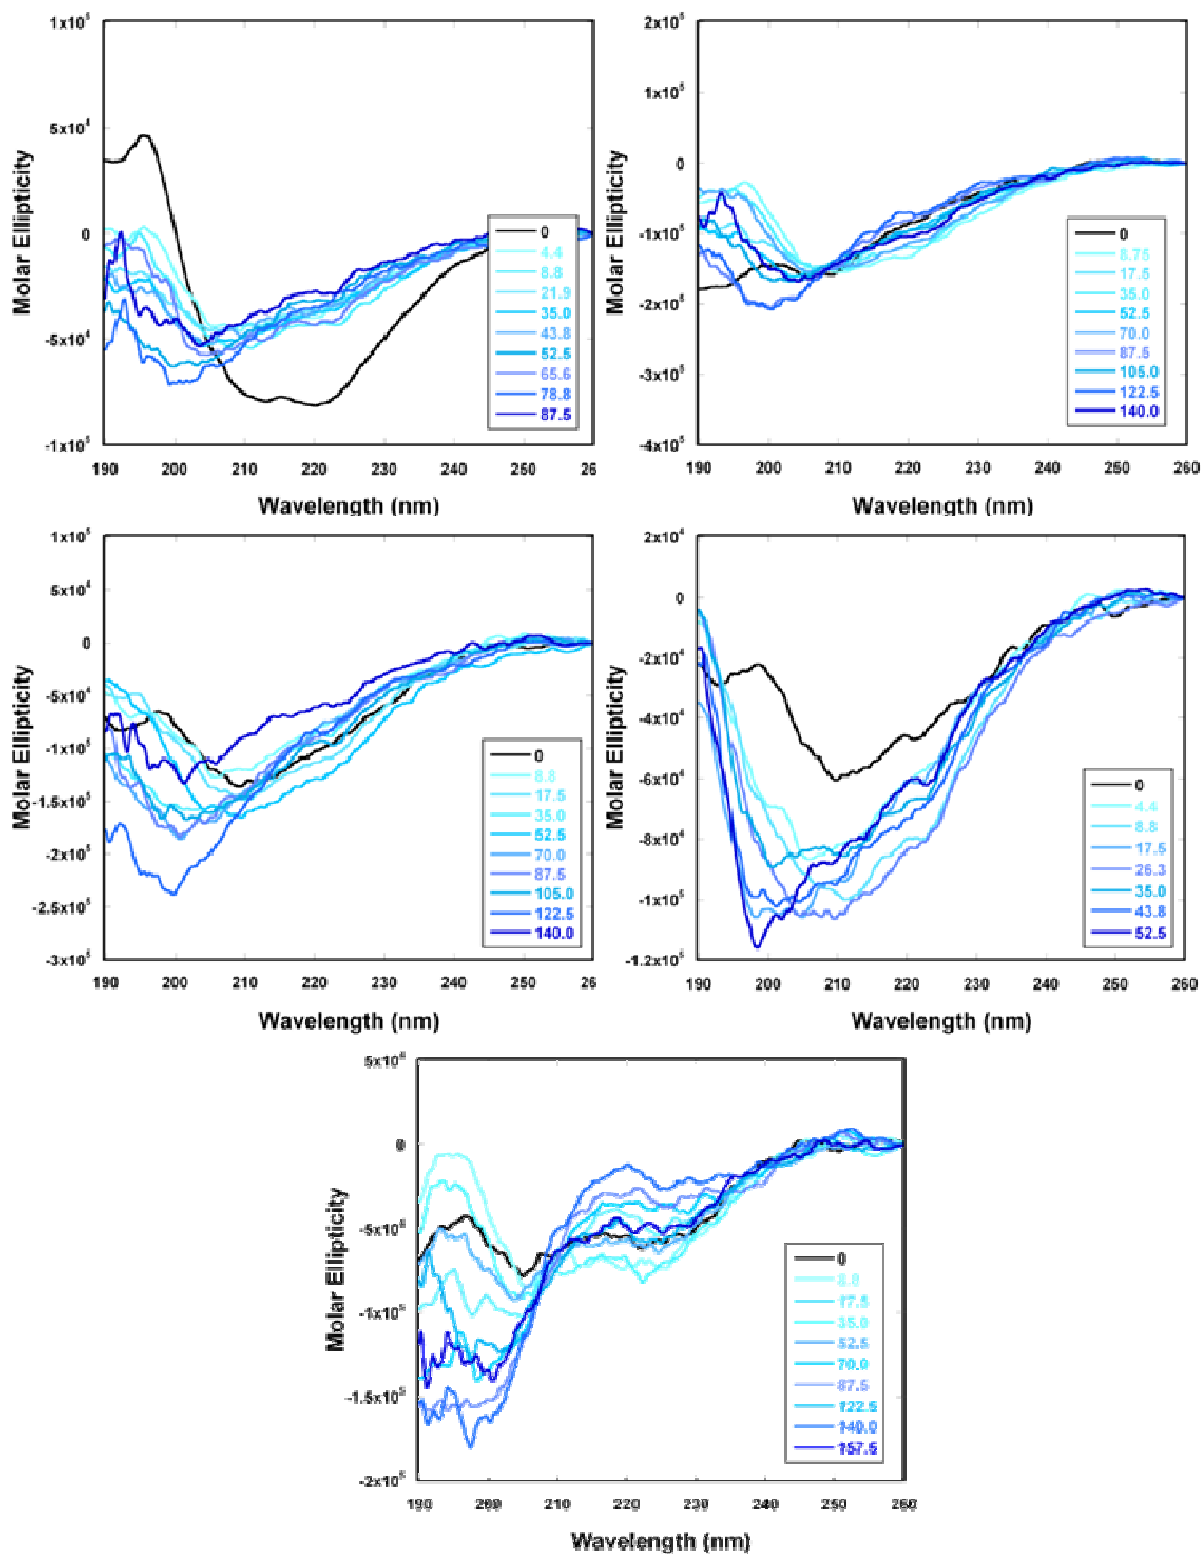 1x10⁵
5x10⁴
0
-5x10⁴
-1x10⁵
Molar Ellipticity
190 200 210 220 230 240 250 26
Wavelength (nm)
0
4.4
8.8
21.9
35.0
43.8
52.5
65.6
78.8
87.5
2x10⁵
1x10⁵
0
-1x10⁵
-2x10⁵
-3x10⁵
-4x10⁵
Molar Ellipticity
190 200 210 220 230 240 250 260
Wavelength (nm)
0
8.75
17.5
35.0
52.5
70.0
87.5
105.0
122.5
140.0
1x10⁵
5x10⁴
0
-5x10⁴
-1x10⁵
-1.5x10⁵
-2x10⁵
-2.5x10⁵
-3x10⁵
Molar Ellipticity
190 200 210 220 230 240 250 26
Wavelength (nm)
0
8.8
17.5
35.0
52.5
70.0
87.5
105.0
122.5
140.0
2x10⁴
0
-2x10⁴
-4x10⁴
-6x10⁴
-8x10⁴
-1x10⁵
-1.2x10⁵
Molar Ellipticity
190 200 210 220 230 240 250 260
Wavelength (nm)
0
4.4
8.8
17.5
26.3
35.0
43.8
52.5
5x10⁴
0
-5x10⁴
-1x10⁵
-1.5x10⁵
-2x10⁵
Molar Ellipticity
190 200 210 220 230 240 250 260
Wavelength (nm)
0
8.8
17.5
35.0
52.5
70.0
87.5
122.5
140.0
157.5